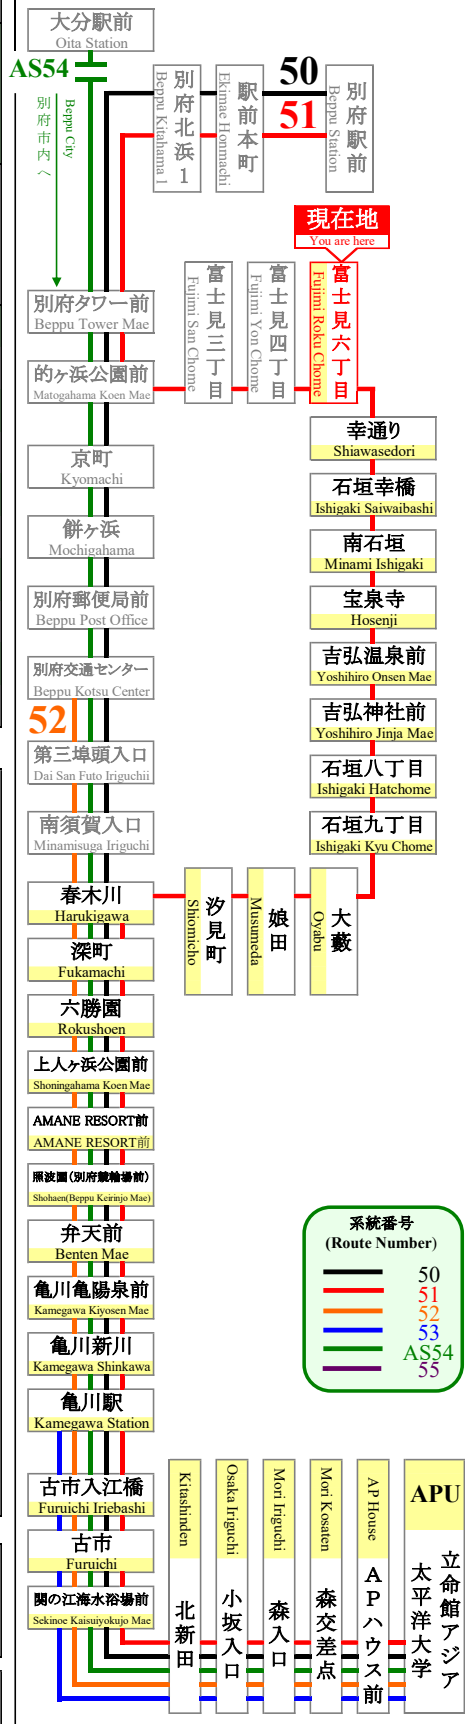 大分駅前
Oita Station
AS54
Beppu City
別府市内へ
別府北浜1
Beppu Kitahama 1
駅前本町
Ekimae Honmachi
50
51
別府駅前
Beppu Station
現在地
You are here
別府タワー前
Beppu Tower Mae
的ヶ浜公園前
Matogahama Koen Mae
富士見三丁目
Fujimi San Chome
富士見四丁目
Fujimi Yon Chome
富士見六丁目
Fujimi Roku Chome
幸通り
Shiawasedori
石垣幸橋
Ishigaki Saiwaibashi
南石垣
Minami Ishigaki
宝泉寺
Hosenji
吉弘温泉前
Yoshihiro Onsen Mae
吉弘神社前
Yoshihiro Jinja Mae
石垣八丁目
Ishigaki Hatchome
石垣九丁目
Ishigaki Kyu Chome
大藪
Oyabu
娘田
Musumeda
汐見町
Shiomicho
京町
Kyomachi
餅ヶ浜
Mochigahama
別府郵便局前
Beppu Post Office
別府交通センター
Beppu Kotsu Center
52
第三埠頭入口
Dai San Futo Iriguchii
南須賀入口
Minamisuga Iriguchi
春木川
Harukigawa
深町
Fukamachi
六勝園
Rokushoen
上人ヶ浜公園前
Shoningahama Koen Mae
AMANE RESORT前
AMANE RESORT前
照波園(別府競輪場前)
Shohaen(Beppu Keirinjo Mae)
弁天前
Benten Mae
亀川亀陽泉前
Kamegawa Kiyosen Mae
亀川新川
Kamegawa Shinkawa
亀川駅
Kamegawa Station
古市入江橋
Furuichi Iriebashi
古市
Furuichi
関の江海水浴場前
Sekinoe Kaisuiyokujo Mae
系統番号
(Route Number)
50
51
52
53
AS54
55
Kitashinden
北新田
Osaka Iriguchi
小坂入口
Mori Iriguchi
森入口
Mori Kosaten
森交差点
AP House
APハウス前
APU
立命館アジア
太平洋大学